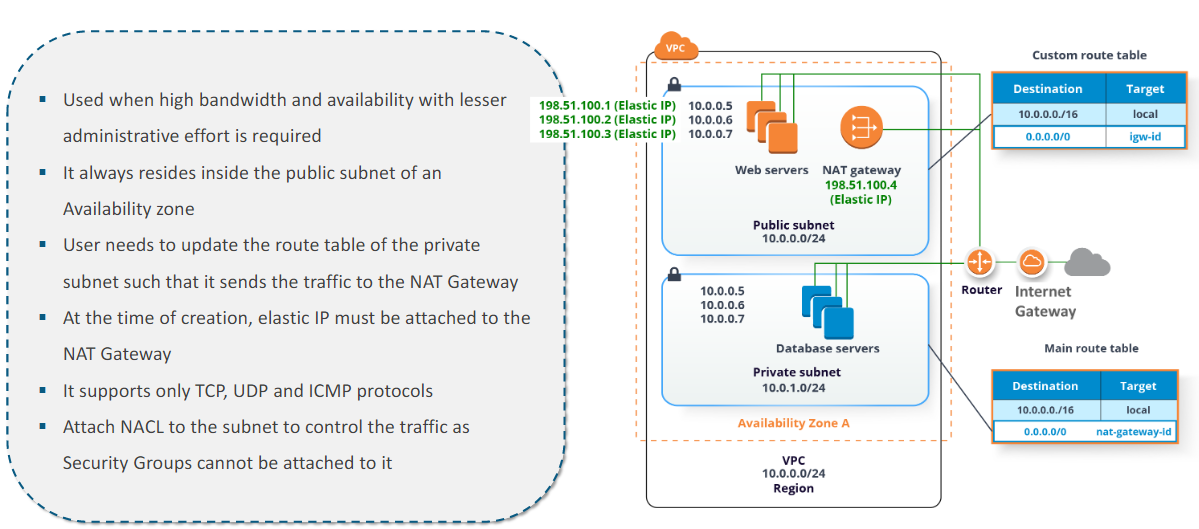 ▪ Used when high bandwidth and availability with lesser
administrative effort is required
▪ It always resides inside the public subnet of an
Availability zone
▪ User needs to update the route table of the private
subnet such that it sends the traffic to the NAT Gateway
▪ At the time of creation, elastic IP must be attached to the
NAT Gateway
▪ It supports only TCP, UDP and ICMP protocols
▪ Attach NACL to the subnet to control the traffic as
Security Groups cannot be attached to it
VPC
198.51.100.1 (Elastic IP) 10.0.0.5
198.51.100.2 (Elastic IP) 10.0.0.6
198.51.100.3 (Elastic IP) 10.0.0.7
Web servers
NAT gateway
198.51.100.4
(Elastic IP)
Public subnet
10.0.0.0/24
10.0.0.5
10.0.0.6
10.0.0.7
Database servers
Private subnet
10.0.1.0/24
Availability Zone A
VPC
10.0.0.0/24
Region
Custom route table
Destination Target
10.0.0.0./16 local
0.0.0.0/0 igw-id
Router
Internet
Gateway
Main route table
Destination Target
10.0.0.0./16 local
0.0.0.0/0 nat-gateway-id